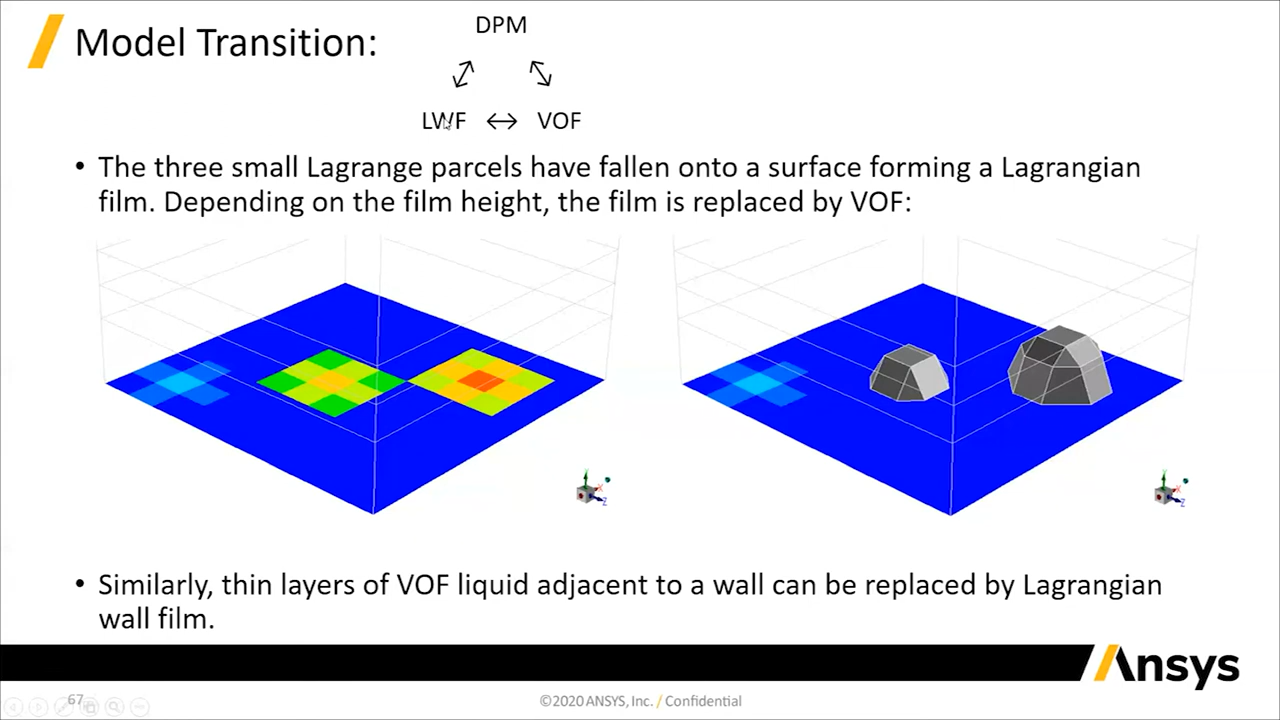 Model Transition:
DPM
LWF ↔ VOF
• The three small Lagrange parcels have fallen onto a surface forming a Lagrangian
film. Depending on the film height, the film is replaced by VOF:
• Similarly, thin layers of VOF liquid adjacent to a wall can be replaced by Lagrangian
wall film.
Ansys
67
©2020 ANSYS, Inc. / Confidential